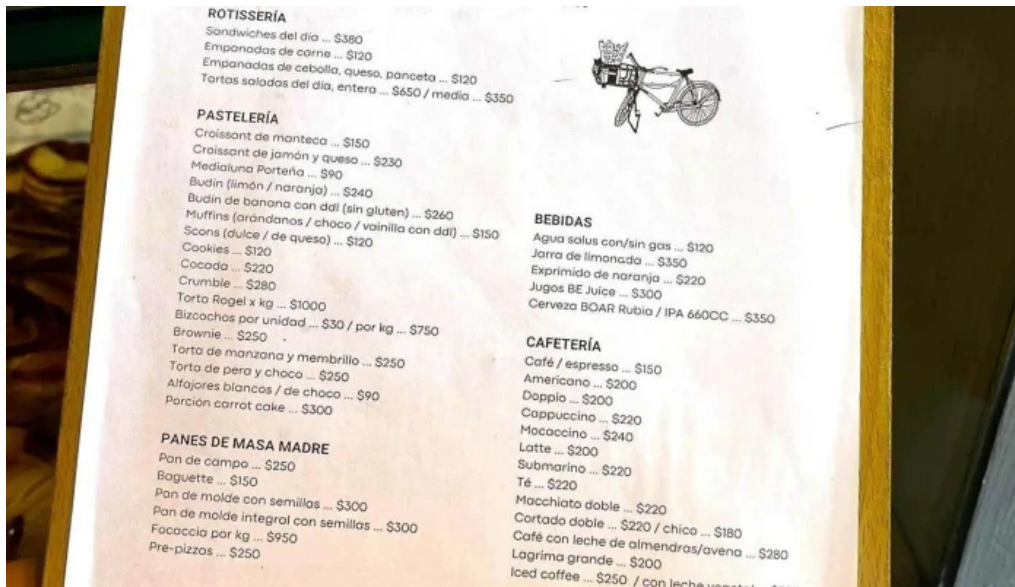 ROTISSERÍA
Sandwiches del día ... $380
Empanadas de carne ... $120
Empanadas de cebolla, queso, panceta ... $120
Tartas saladas del día, entera ... $650 / media ... $350
PASTELERÍA
Croissant de manteca ... $150
Croissant de jamón y queso ... $230
Medialuna Porteña ... $90
Budín (limón / naranja) ... $240
Budín de banana con ddl (sin gluten) ... $260
Muffins (arándanos / choco / vainilla con ddl) ... $150
Scons (dulce / de queso) ... $120
Cookies ... $120
Cocada ... $220
Crumble ... $280
Torta Rogel x kg ... $1000
Bizcochos por unidad ... $30 / por kg ... $750
Brownie ... $250
Torta de manzana y membrillo ... $250
Torta de pera y choco ... $250
Alfajores blancos / de choco ... $90
Porción carrot cake ... $300
PANES DE MASA MADRE
Pan de campo ... $250
Baguette ... $150
Pan de molde con semillas ... $300
Pan de molde integral con semillas ... $300
Focaccia por kg ... $950
Pre-pizzas ... $250
BEBIDAS
Agua salus con/sin gas ... $120
Jarra de limonada ... $350
Exprimido de naranja ... $220
Jugos BE Juice ... $300
Cerveza BOAR Rubia / IPA 660CC ... $350
CAFETERÍA
Café / espresso ... $150
Americano ... $200
Doppio ... $200
Cappuccino ... $220
Mocaccino ... $240
Latte ... $200
Submarino ... $220
Té ... $220
Macchiato doble ... $220
Cortado doble ... $220 / chico ... $180
Café con leche de almendras/avena ... $280
Lagrima grande ... $200
Iced coffee ... $250 / con leche vegetal